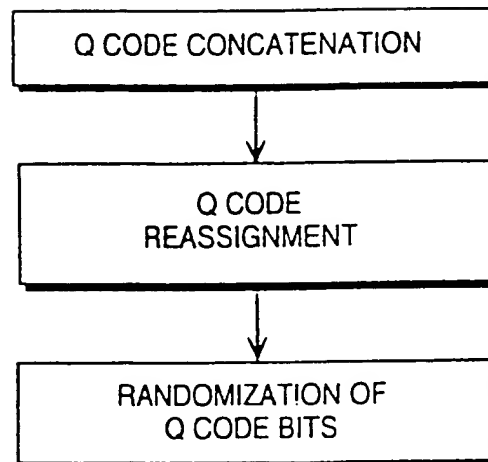 Q CODE CONCATENATION
Q CODE
REASSIGNMENT
RANDOMIZATION OF
Q CODE BITS